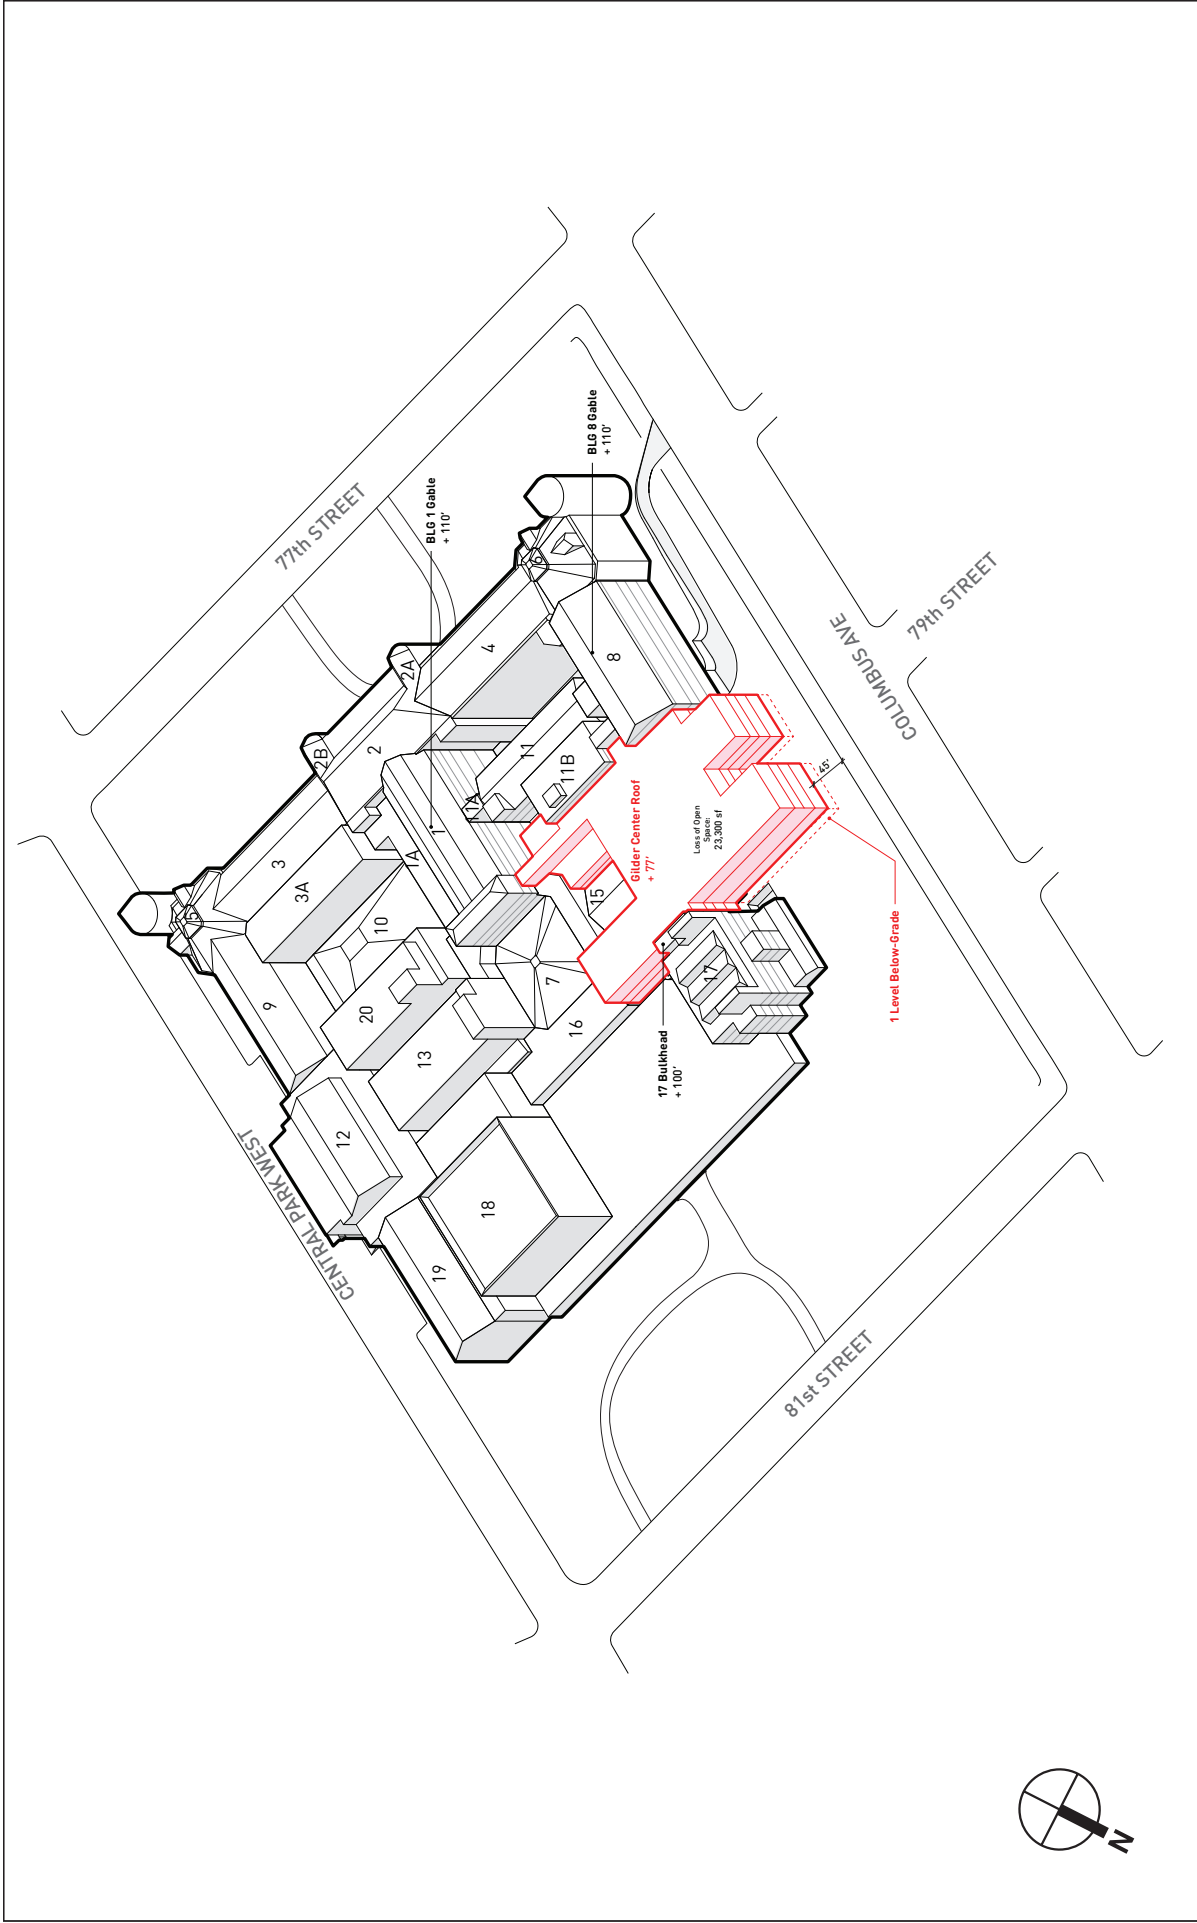 5
9
3
CENTRAL PARK WEST
77th STREET
3A
2B
12
20
2
10
2A
1A
13
19
1
BLG 1 Gable
+ 110'
11A
18
4
6
7
11
11B
16
BLG 8 Gable
+ 110'
15
8
Gilder Center Roof
+ 77'
17 Bulkhead
+ 100'
Loss of Open
Space:
23,300 sf
17
45'
81st STREET
COLUMBUS AVE
1 Level Below-Grade
79th STREET
N